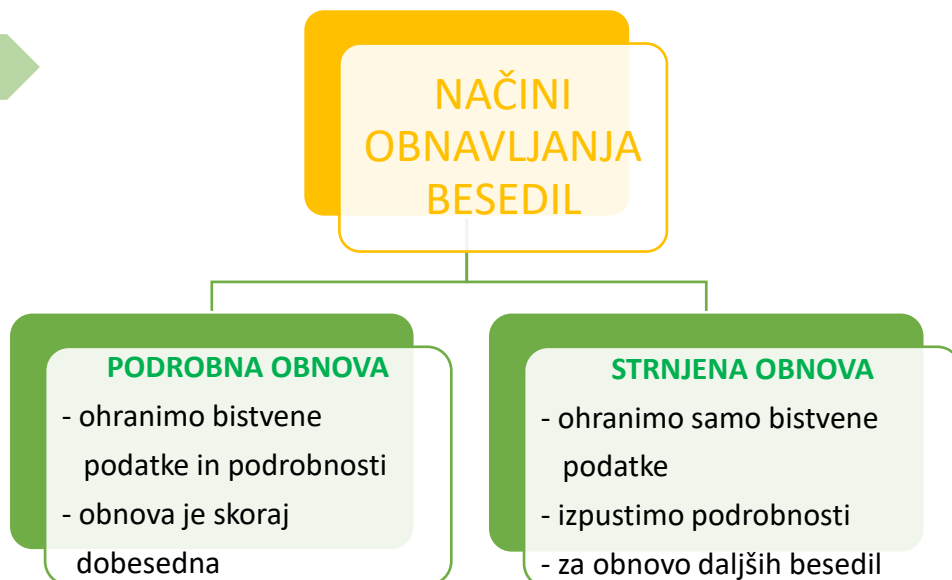 NAČINI
OBNAVLJANJA
BESEDIL
PODROBNA OBNOVA
- ohranimo bistvene
podatke in podrobnosti
- obnova je skoraj
dobesedna
STRNJENA OBNOVA
- ohranimo samo bistvene
podatke
- izpustimo podrobnosti
- za obnovo daljših besedil